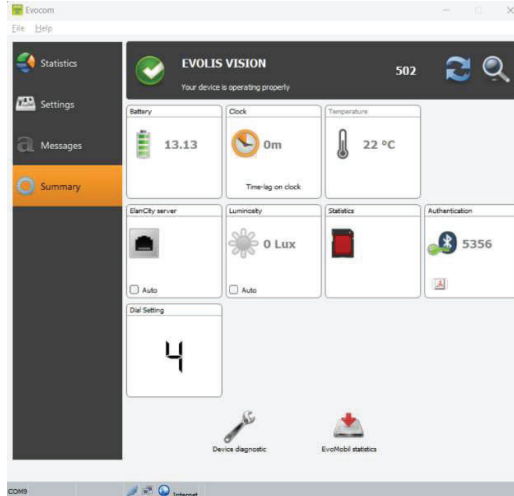 Evocom
File Help
Statistics
Settings
Messages
Summary
EVOLIS VISION
502
Your device is operating properly
Battery
13.13
Clock
0m
Time-lag on clock
Temperature
22 °C
ElanCity server
Auto
Luminosity
0 Lux
Auto
Statistics
Authentication
5356
Dial Setting
4
Device diagnostic
EvoMobil statistics
COM9
Internet